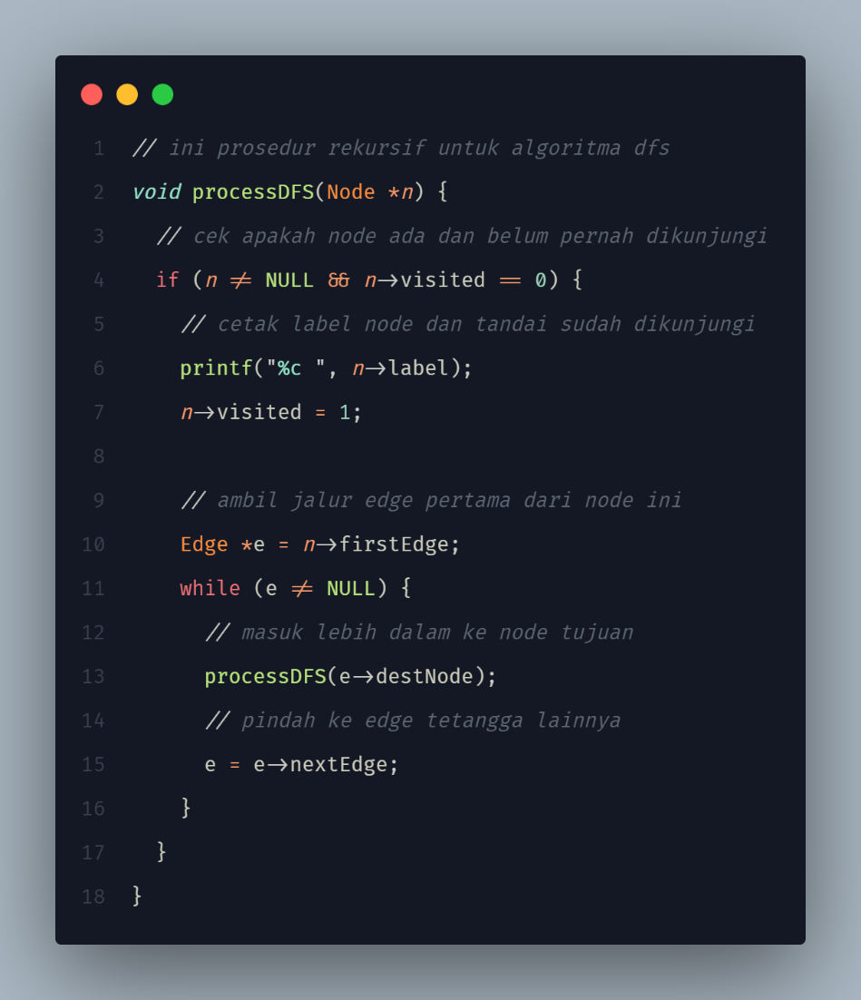 1 // ini prosedur rekursif untuk algoritma dfs
2 void processDFS(Node *n) {
3 // cek apakah node ada dan belum pernah dikunjungi
4 if (n != NULL && n->visited == 0) {
5 // cetak label node dan tandai sudah dikunjungi
6 printf("%c ", n->label);
7 n->visited = 1;
8
9 // ambil jalur edge pertama dari node ini
10 Edge *e = n->firstEdge;
11 while (e != NULL) {
12 // masuk lebih dalam ke node tujuan
13 processDFS(e->destNode);
14 // pindah ke edge tetangga lainnya
15 e = e->nextEdge;
16 }
17 }
18 }